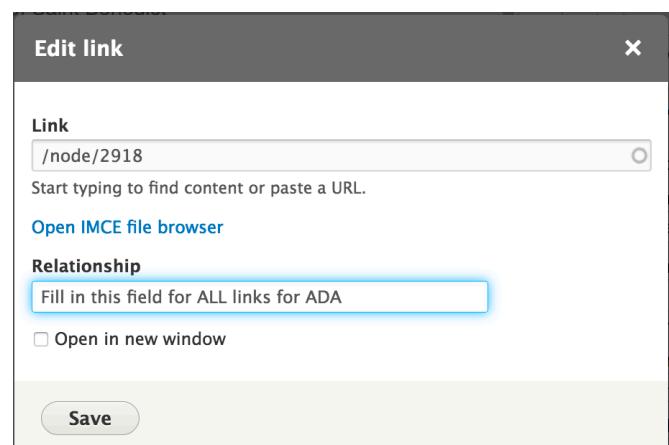 Edit link
Link
/node/2918
Start typing to find content or paste a URL.
Open IMCE file browser
Relationship
Fill in this field for ALL links for ADA
Open in new window
Save